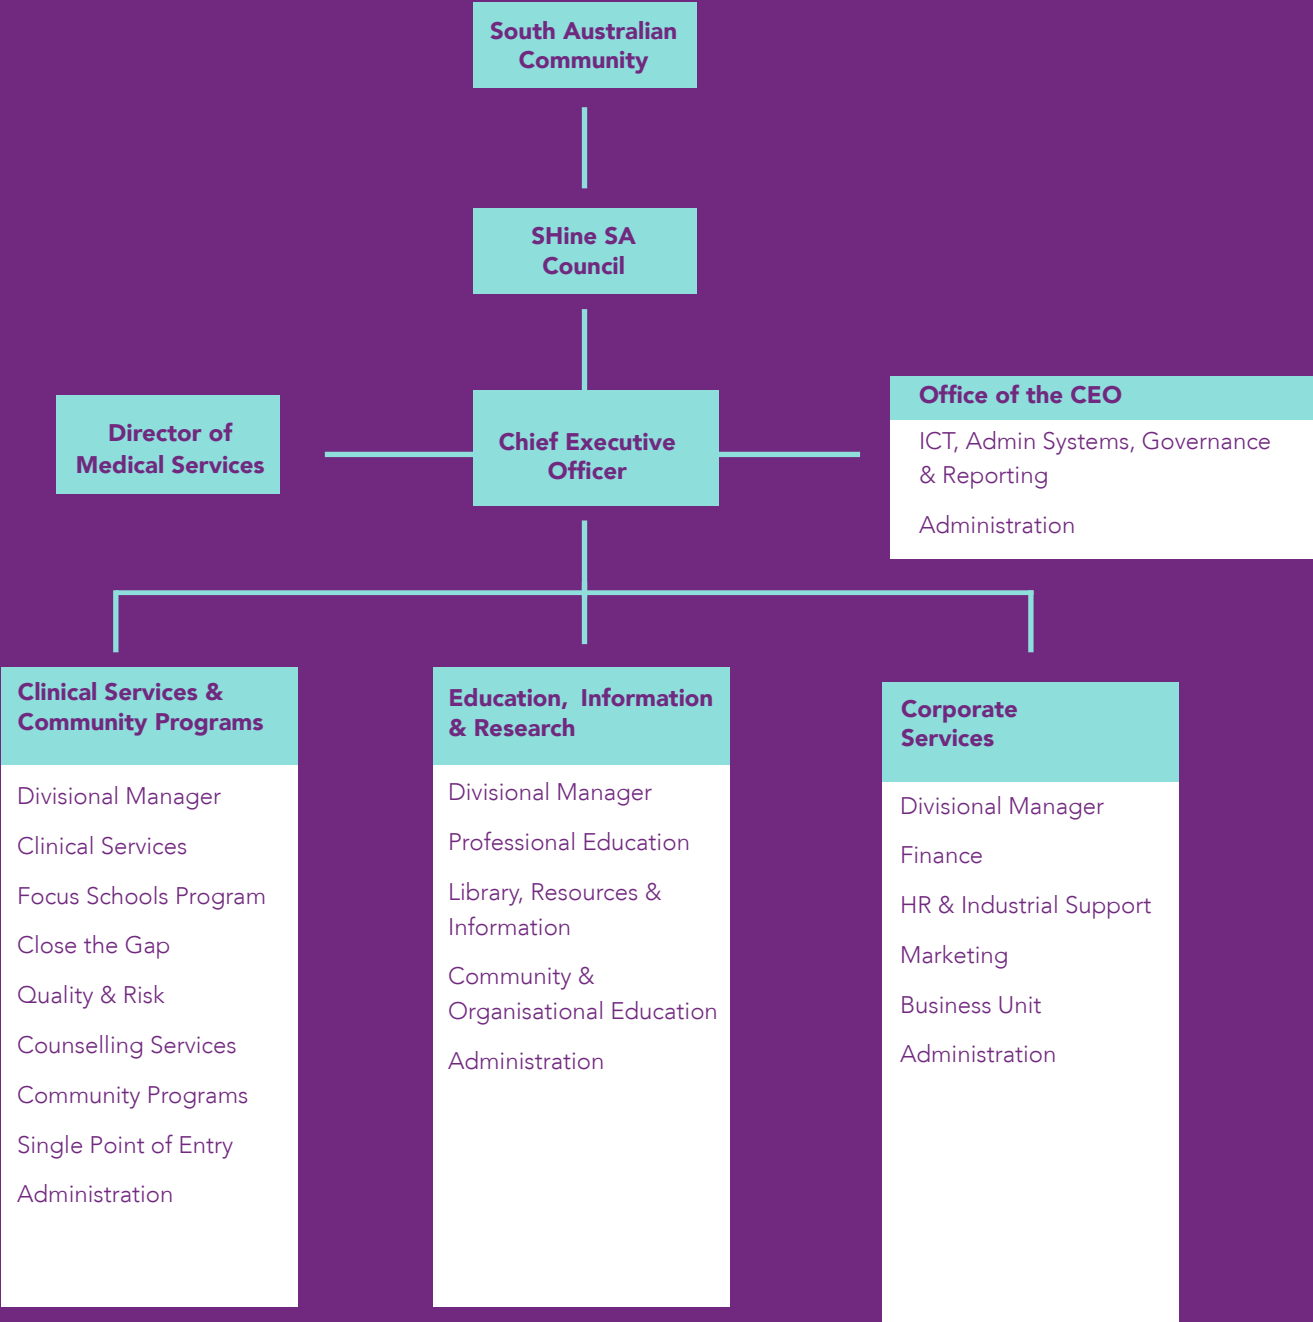 South Australian
Community
SHine SA
Council
Director of
Medical Services
Chief Executive
Officer
Office of the CEO
ICT, Admin Systems, Governance
& Reporting
Administration
Clinical Services &
Community Programs
Divisional Manager
Clinical Services
Focus Schools Program
Close the Gap
Quality & Risk
Counselling Services
Community Programs
Single Point of Entry
Administration
Education, Information
& Research
Divisional Manager
Professional Education
Library, Resources &
Information
Community &
Organisational Education
Administration
Corporate
Services
Divisional Manager
Finance
HR & Industrial Support
Marketing
Business Unit
Administration